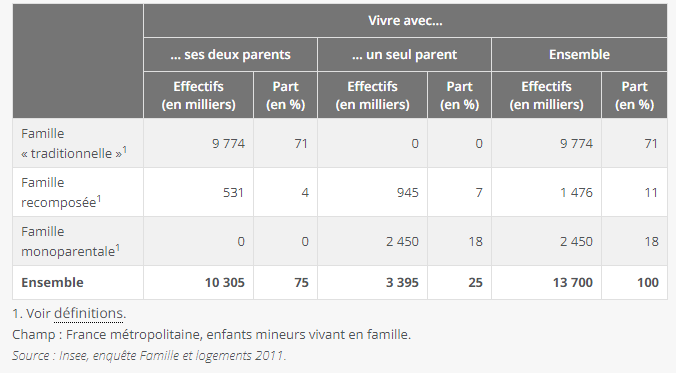 Vivre avec…
… ses deux parents … un seul parent Ensemble
Effectifs (en milliers) Part (en %) Effectifs (en milliers) Part (en %) Effectifs (en milliers) Part (en %)
Famille « traditionnelle »1 9 774 71 0 0 9 774 71
Famille recomposée1 531 4 945 7 1 476 11
Famille monoparentale1 0 0 2 450 18 2 450 18
Ensemble 10 305 75 3 395 25 13 700 100
1. Voir définitions.
Champ : France métropolitaine, enfants mineurs vivant en famille.
Source : Insee, enquête Famille et logements 2011.